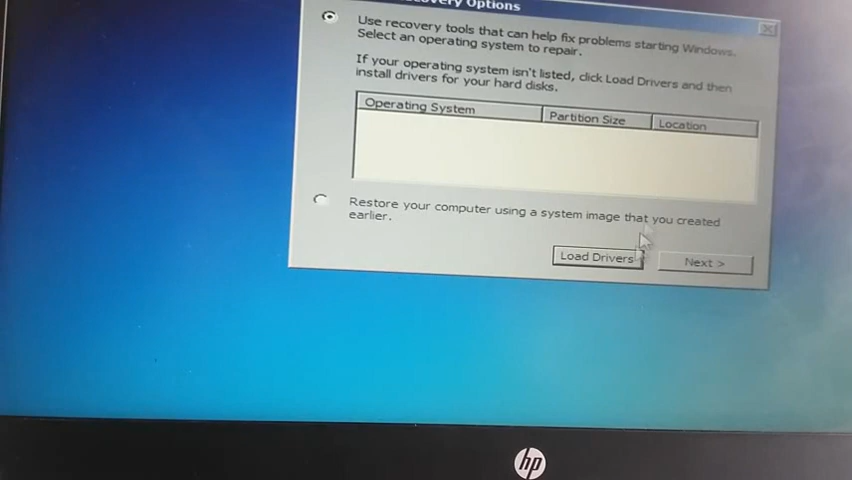 Recovery Options
Use recovery tools that can help fix problems starting Windows.
Select an operating system to repair.
If your operating system isn't listed, click Load Drivers and then
install drivers for your hard disks.
Operating System Partition Size Location
Restore your computer using a system image that you created
earlier.
Load Drivers Next >
hp